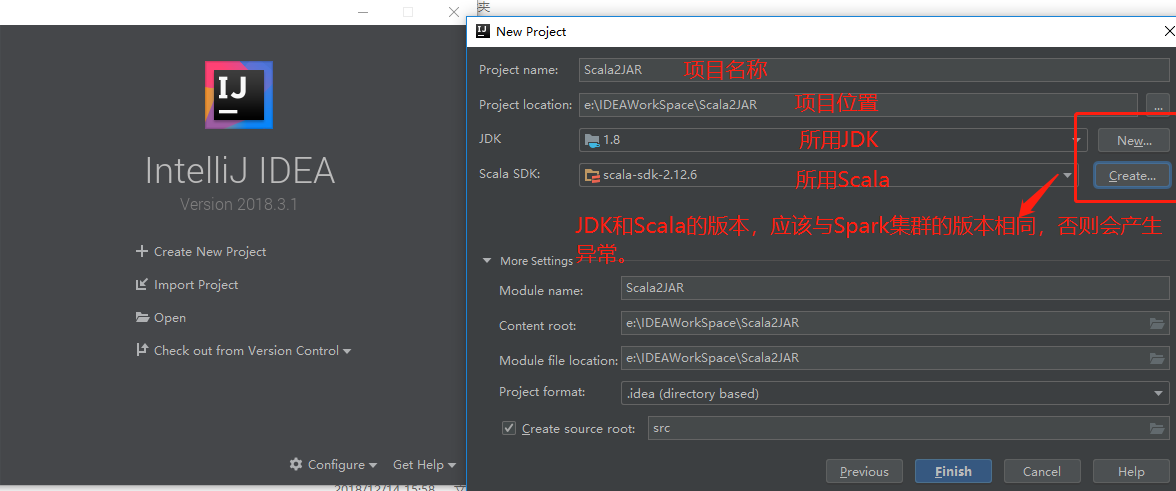 夹
IJ
IntelliJ IDEA
Version 2018.3.1
Create New Project
Import Project
Open
Check out from Version Control
Configure
Get Help
New Project
Project name:
Scala2JAR
项目名称
Project location:
e:\IDEAWorkSpace\Scala2JAR
项目位置
...
JDK
1.8
所用JDK
New...
Scala SDK:
scala-sdk-2.12.6
所用Scala
Create...
JDK和Scala的版本，应该与Spark集群的版本相同，否则会产生
异常。
More Settings
Module name:
Scala2JAR
Content root:
e:\IDEAWorkSpace\Scala2JAR
Module file location:
e:\IDEAWorkSpace\Scala2JAR
Project format:
.idea (directory based)
Create source root:
src
Previous
Finish
Cancel
Help
2018/12/14 15:58